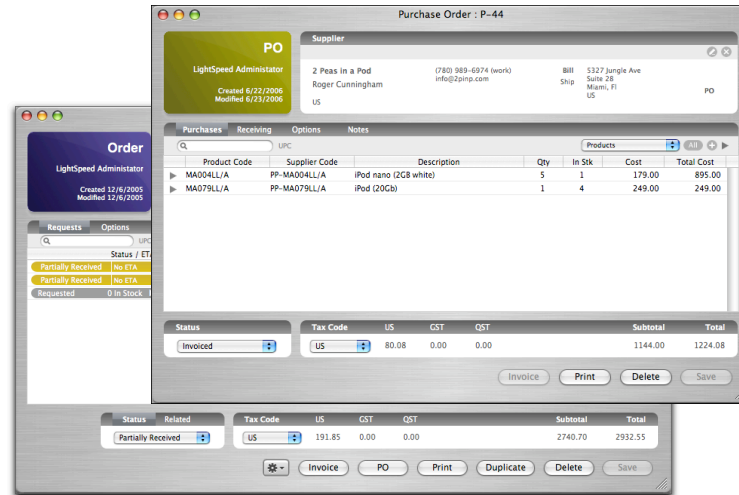 Purchase Order : P-44
PO
LightSpeed Administator
Created 6/22/2006
Modified 6/23/2006
Supplier
2 Peas in a Pod
Roger Cunningham
US
(780) 989-6974 (work)
info@2pinp.com
Bill
Ship
5327 Jungle Ave
Suite 28
Miami, Fl
US
PO
Purchases Receiving Options Notes
UPC Products All
Product Code Supplier Code Description Qty In Stk Cost Total Cost
MA004LL/A PP-MA004LL/A iPod nano (2GB white) 5 1 179.00 895.00
MA079LL/A PP-MA079LL/A iPod (20Gb) 1 4 249.00 249.00
Status
Invoiced
Tax Code US GST QST Subtotal Total
US 80.08 0.00 0.00 1144.00 1224.08
Invoice Print Delete Save
Order
LightSpeed Administator
Created 12/6/2005
Modified 12/6/2005
Requests Options
UPC
Status / ETA
Partially Received No ETA
Partially Received No ETA
Requested 0 In Stock
Status Related
Partially Received
Tax Code US GST QST Subtotal Total
US 191.85 0.00 0.00 2740.70 2932.55
Invoice PO Print Duplicate Delete Save